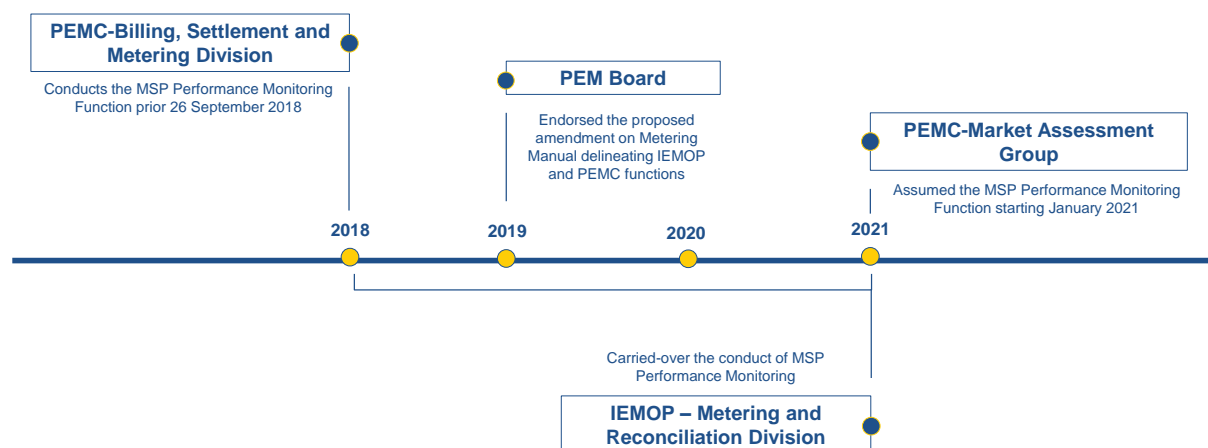 PEMC-Billing, Settlement and
Metering Division
Conducts the MSP Performance Monitoring
Function prior 26 September 2018
PEM Board
Endorsed the proposed
amendment on Metering
Manual delineating IEMOP
and PEMC functions
PEMC-Market Assessment
Group
Assumed the MSP Performance Monitoring
Function starting January 2021
2018
2019
2020
2021
Carried-over the conduct of MSP
Performance Monitoring
IEMOP – Metering and
Reconciliation Division